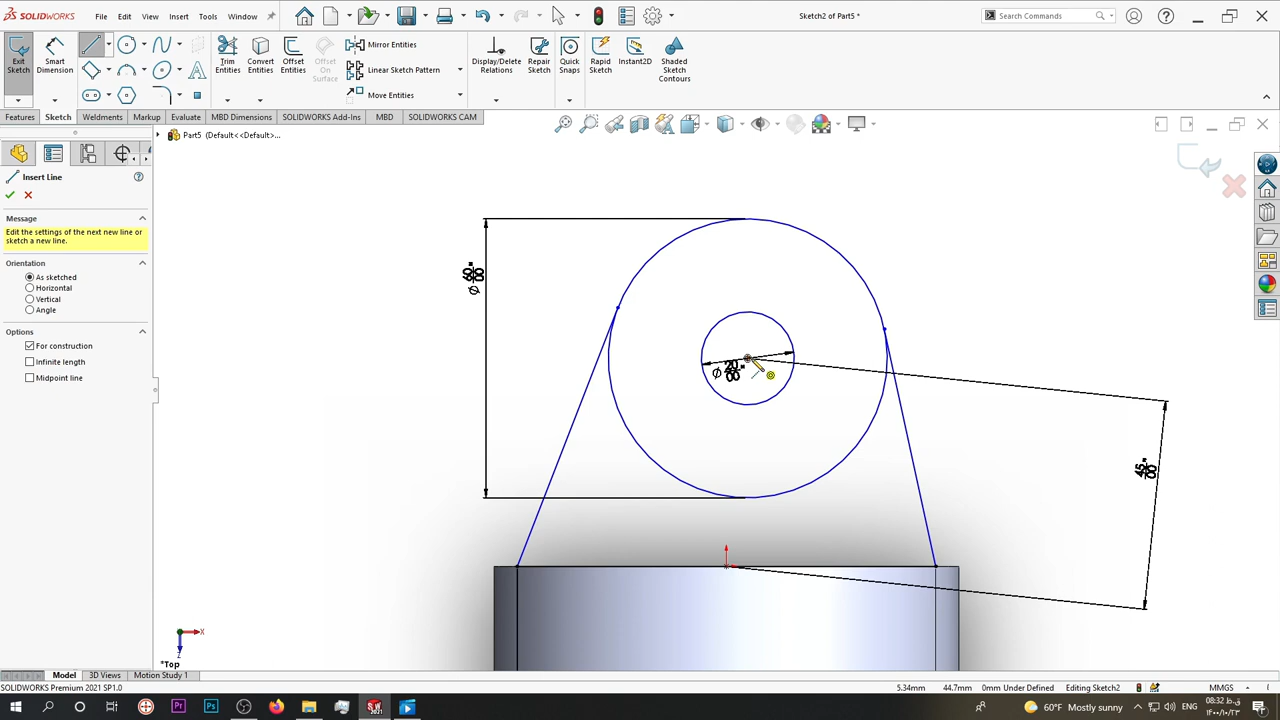 SOLIDWORKS
File
Edit
View
Insert
Tools
Window
Sketch2 of Part5 *
Search Commands
Exit Sketch
Smart Dimension
Trim Entities
Convert Entities
Offset Entities
Offset On Surface
Mirror Entities
Linear Sketch Pattern
Move Entities
Display/Delete Relations
Repair Sketch
Quick Snaps
Rapid Sketch
Instant2D
Shaded Sketch Contours
Features
Sketch
Weldments
Markup
Evaluate
MBD Dimensions
SOLIDWORKS Add-Ins
MBD
SOLIDWORKS CAM
Part5 (Default<<Default>...
Insert Line
Message
Edit the settings of the next new line or
sketch a new line.
Orientation
As sketched
Horizontal
Vertical
Angle
Options
For construction
Infinite length
Midpoint line
*Top
X
Z
Model
3D Views
Motion Study 1
SOLIDWORKS Premium 2021 SP1.0
5.34mm
44.7mm
0mm Under Defined
Editing Sketch2
MMGS
60°F Mostly sunny
08:32 ق.ظ
۱۴۰۰/۱۰/۲۳